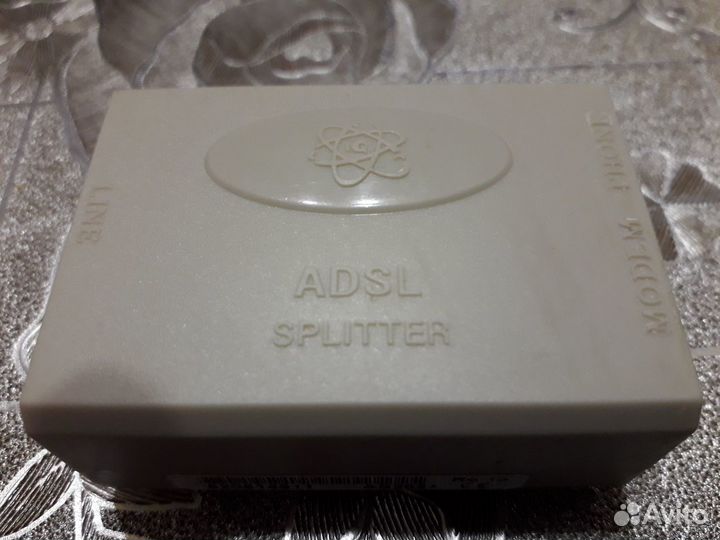 G
LINE
PHONE
MODEM
ADSL
SPLITTER
Avito